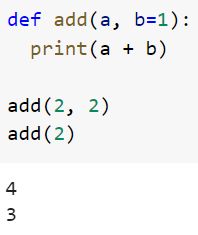 def add(a, b=1):
  print(a + b)

add(2, 2)
add(2)

4
3